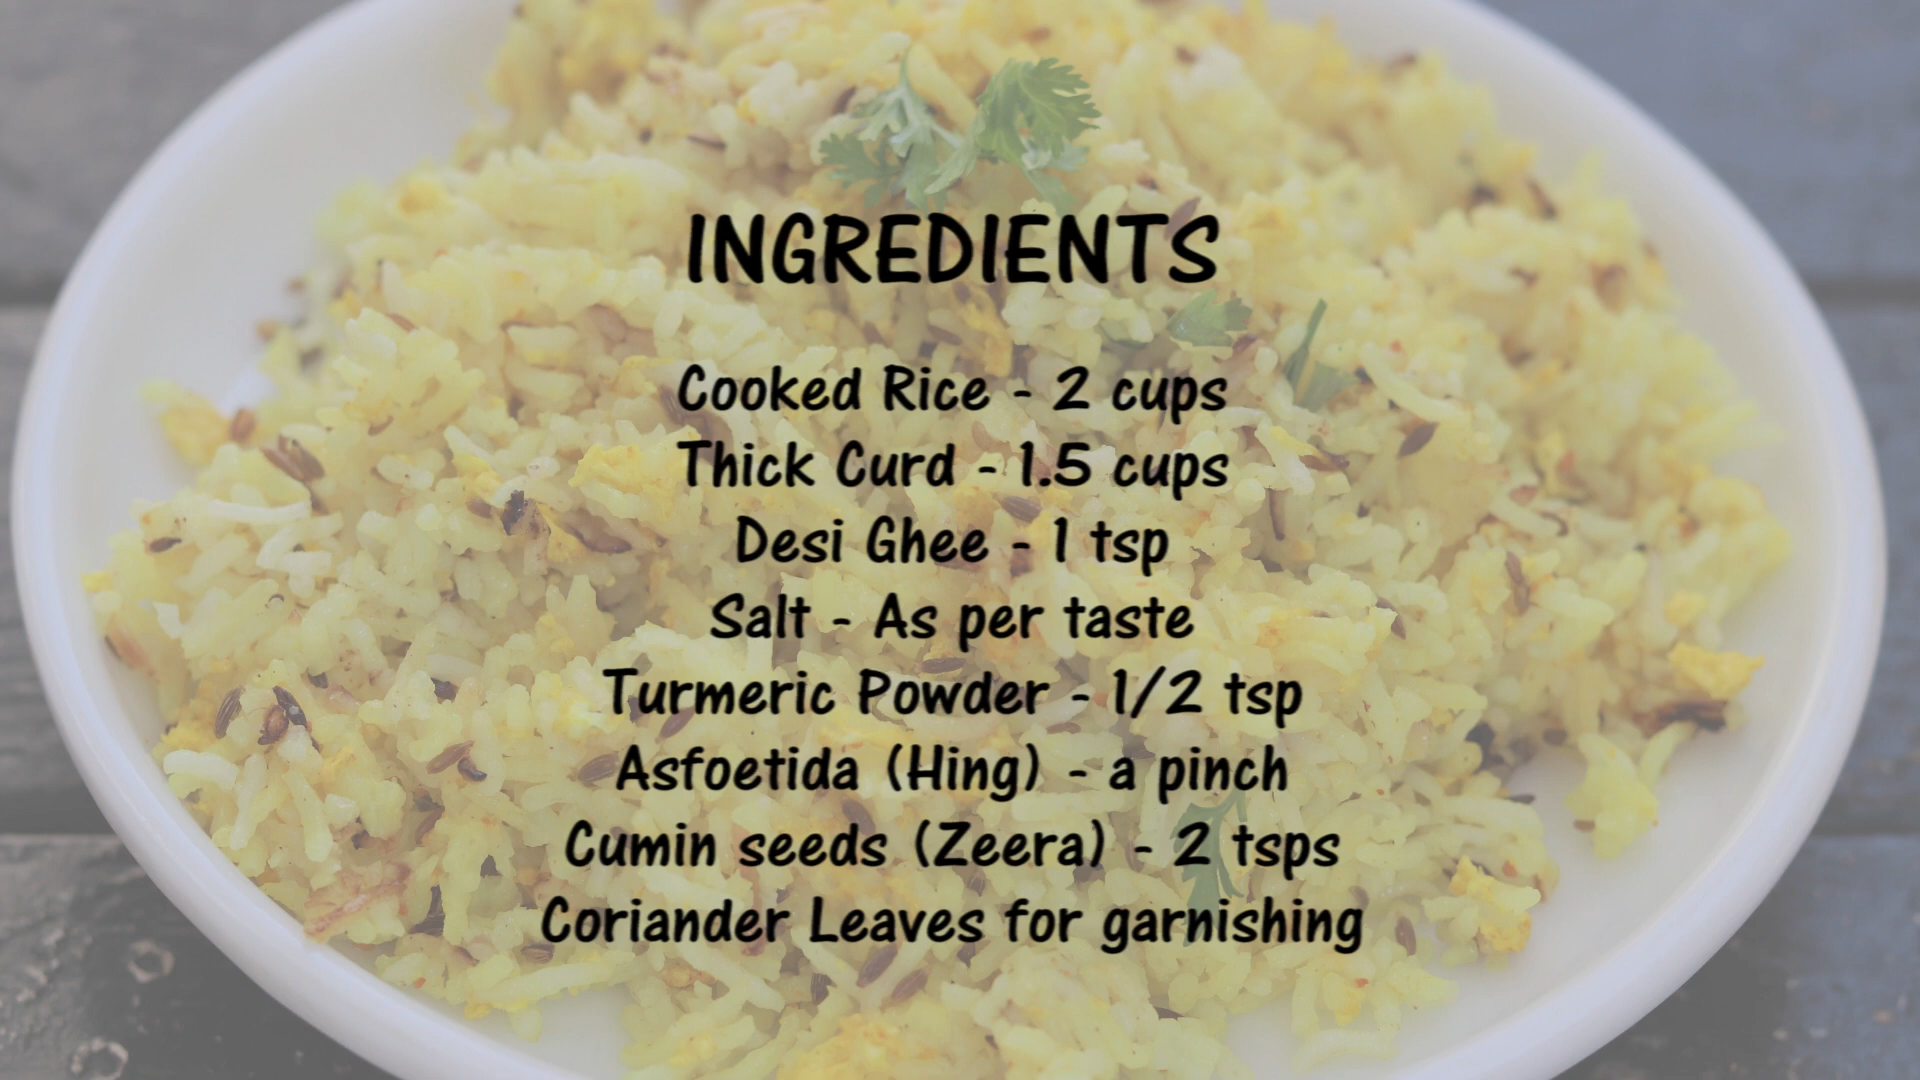 INGREDIENTS
Cooked Rice - 2 cups
Thick Curd - 1.5 cups
Desi Ghee - 1 tsp
Salt - As per taste
Turmeric Powder - 1/2 tsp
Asfoetida (Hing) - a pinch
Cumin seeds (Zeera) - 2 tsps
Coriander Leaves for garnishing